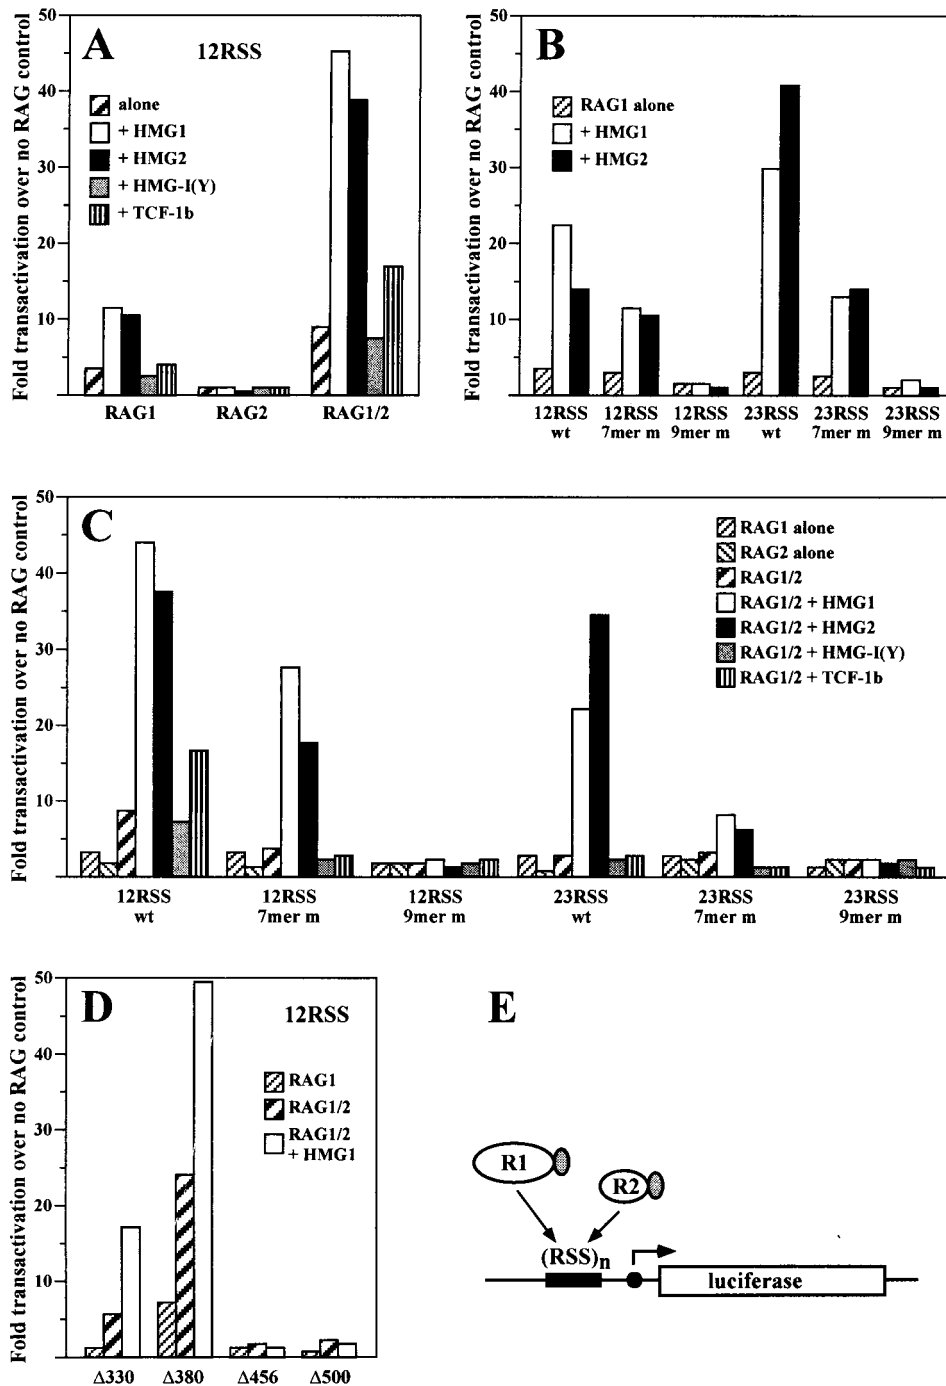 A
12RSS
Fold transactivation over no RAG control
50
40
30
20
10
alone
+ HMG1
+ HMG2
+ HMG-I(Y)
+ TCF-1b
RAG1
RAG2
RAG1/2
B
Fold transactivation over no RAG control
50
40
30
20
10
RAG1 alone
+ HMG1
+ HMG2
12RSS wt
12RSS 7mer m
12RSS 9mer m
23RSS wt
23RSS 7mer m
23RSS 9mer m
C
Fold transactivation over no RAG control
50
40
30
20
10
RAG1 alone
RAG2 alone
RAG1/2
RAG1/2 + HMG1
RAG1/2 + HMG2
RAG1/2 + HMG-I(Y)
RAG1/2 + TCF-1b
12RSS wt
12RSS 7mer m
12RSS 9mer m
23RSS wt
23RSS 7mer m
23RSS 9mer m
D
12RSS
Fold transactivation over no RAG control
50
40
30
20
10
RAG1
RAG1/2
RAG1/2
+ HMG1
Δ330
Δ380
Δ456
Δ500
E
R1
R2
(RSS)n
luciferase